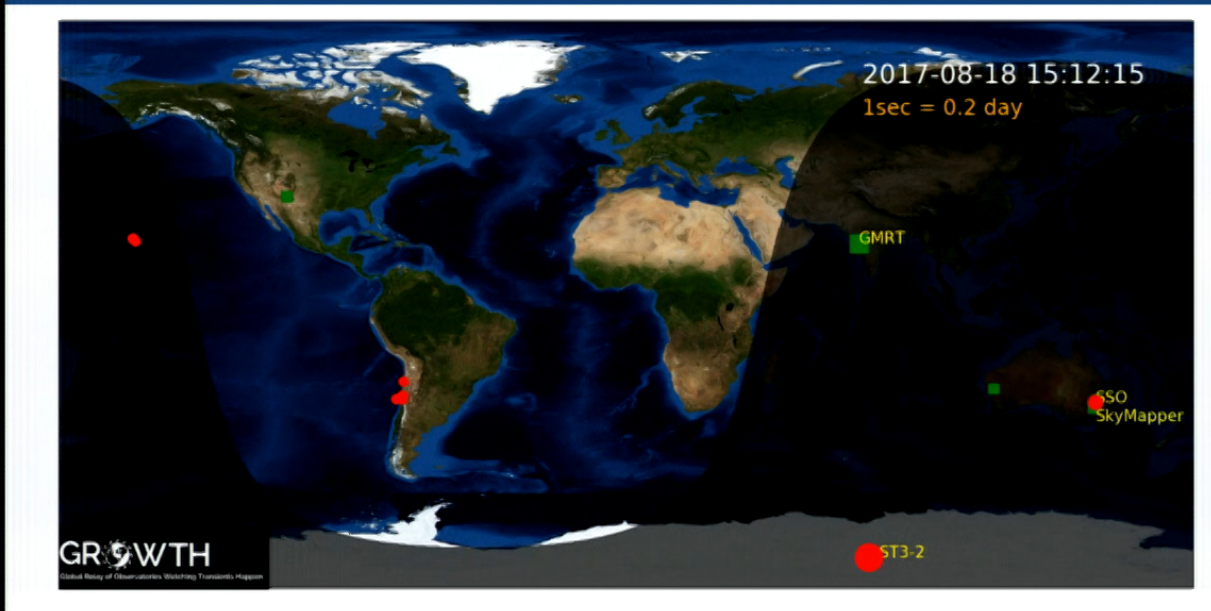 2017-08-18 15:12:15
1sec = 0.2 day
GMRT
SSO
SkyMapper
ST3-2
GROWTH
Global Relay of Observatories Watching Transients Happen